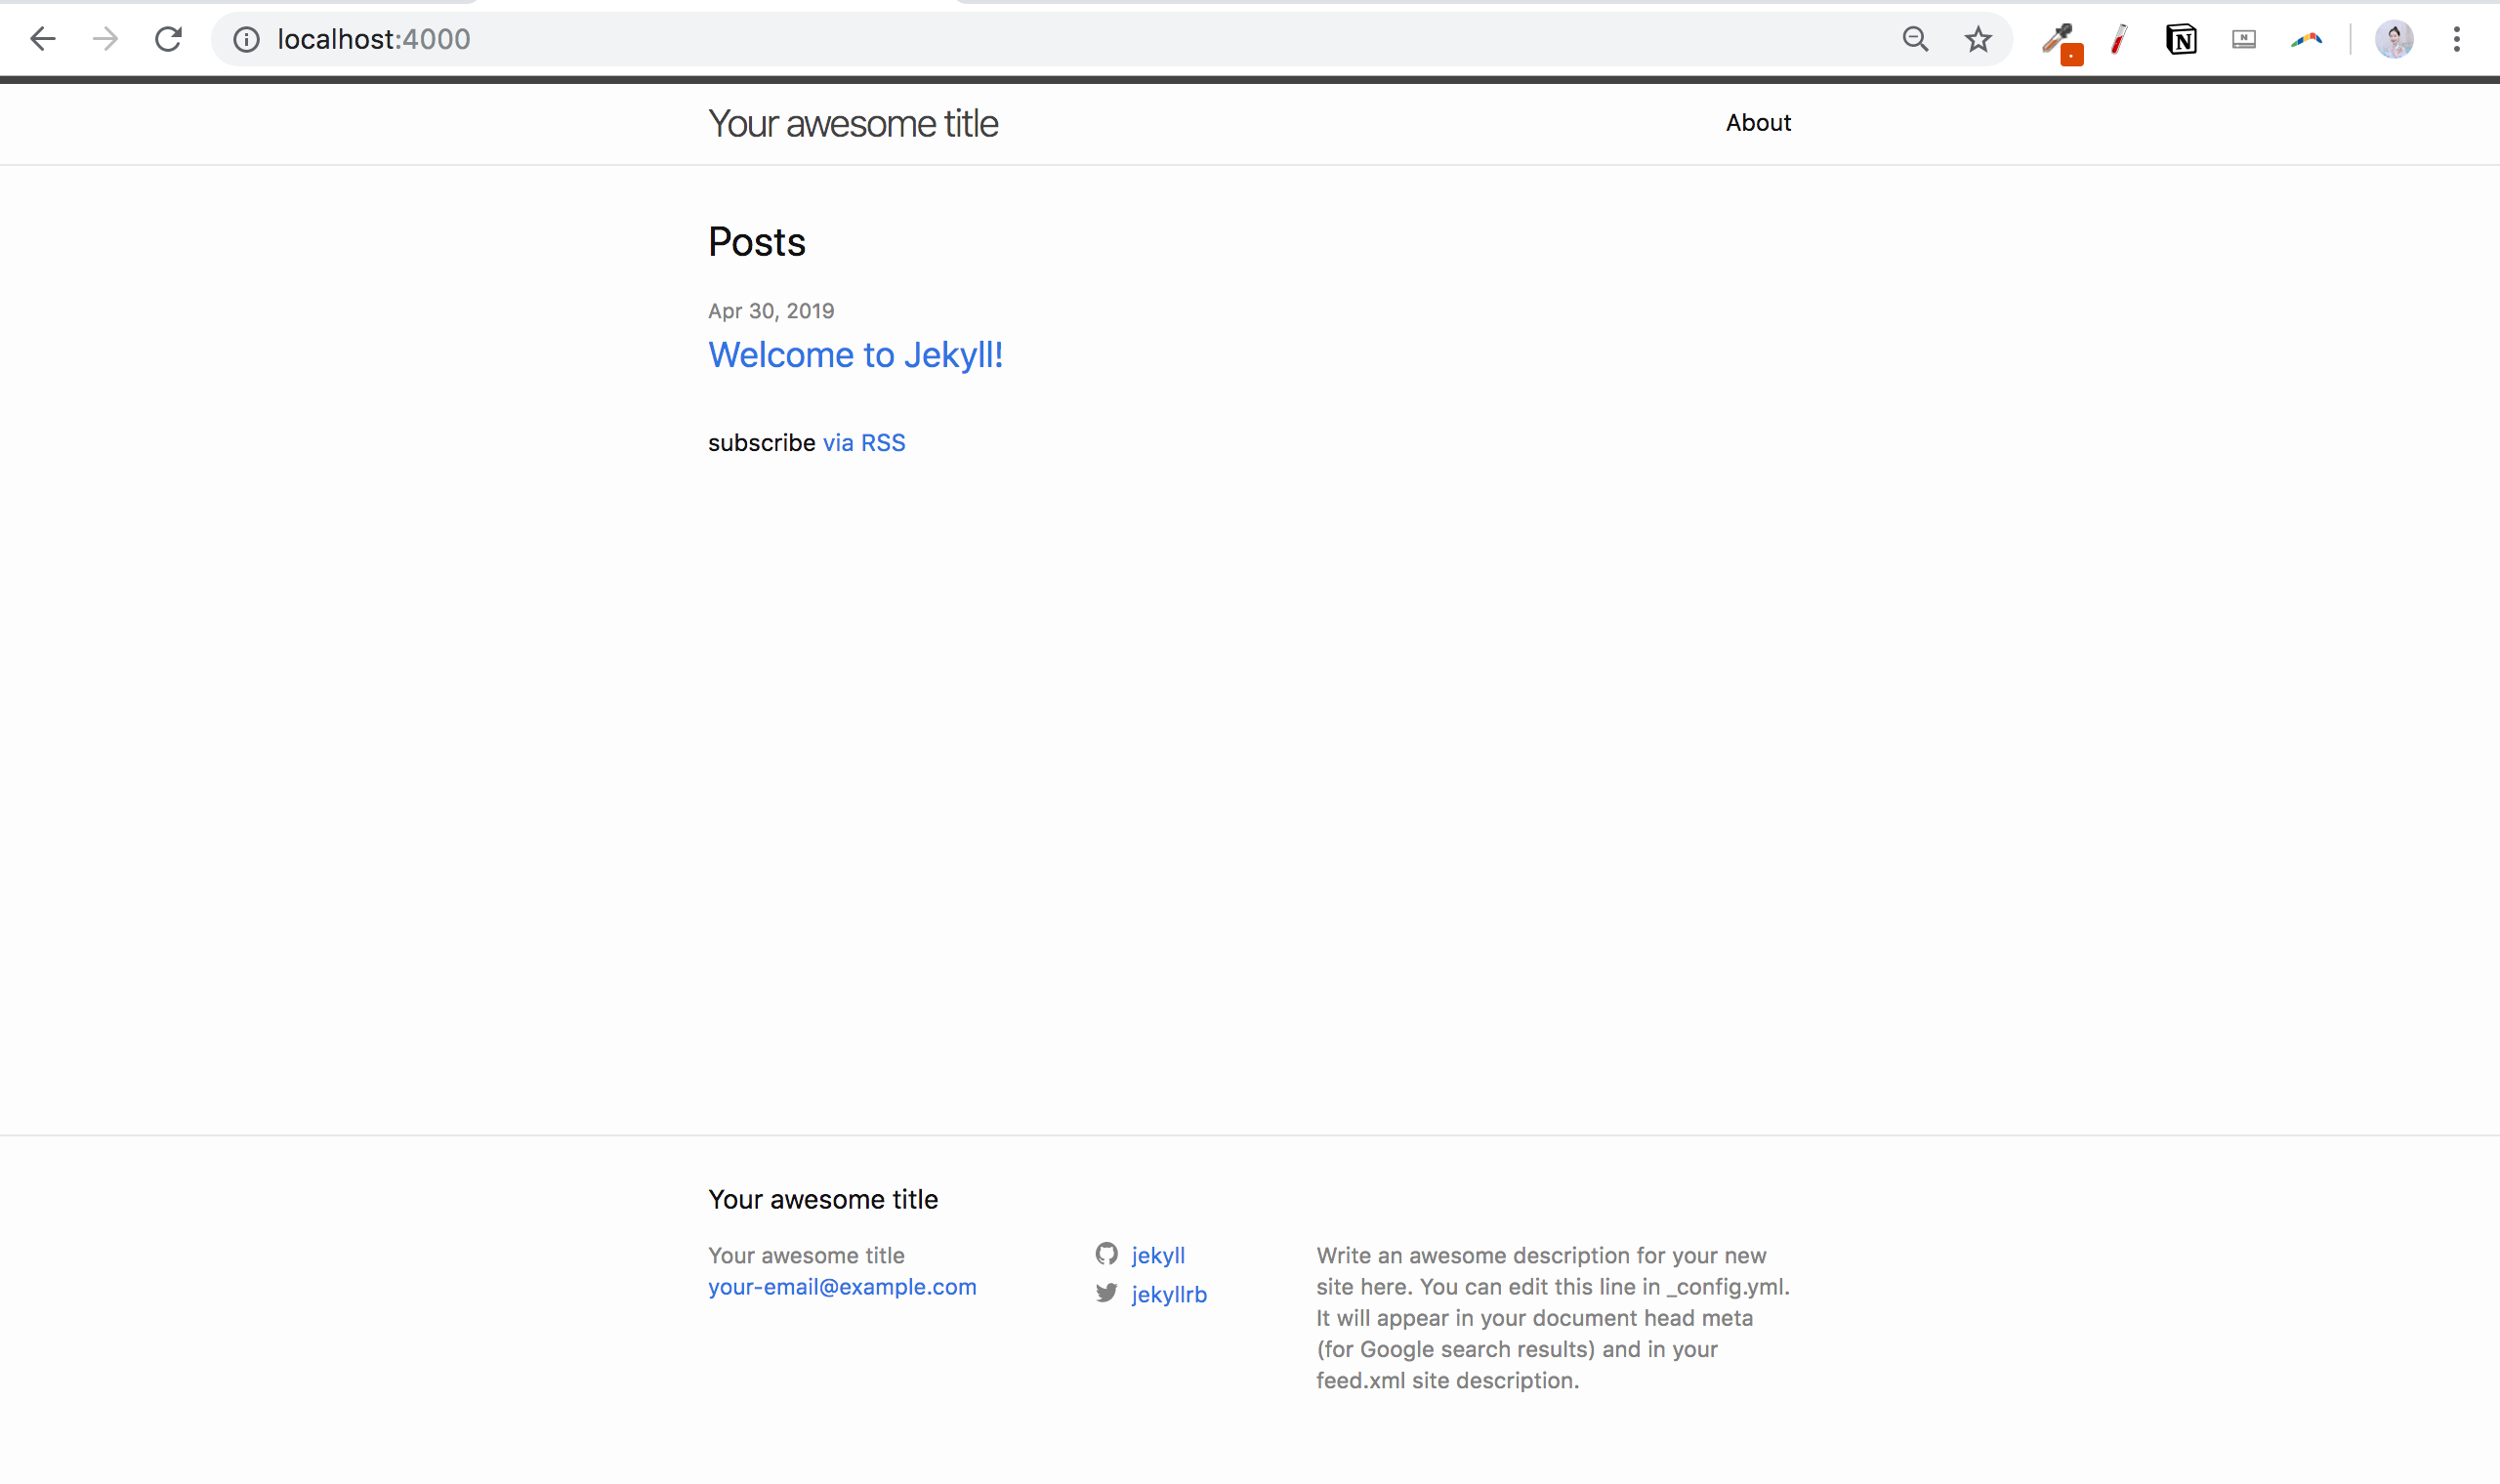 localhost:4000
Your awesome title
About
Posts
Apr 30, 2019
Welcome to Jekyll!
subscribe via RSS
Your awesome title
Your awesome title
your-email@example.com
jekyll
jekyllrb
Write an awesome description for your new
site here. You can edit this line in _config.yml.
It will appear in your document head meta
(for Google search results) and in your
feed.xml site description.